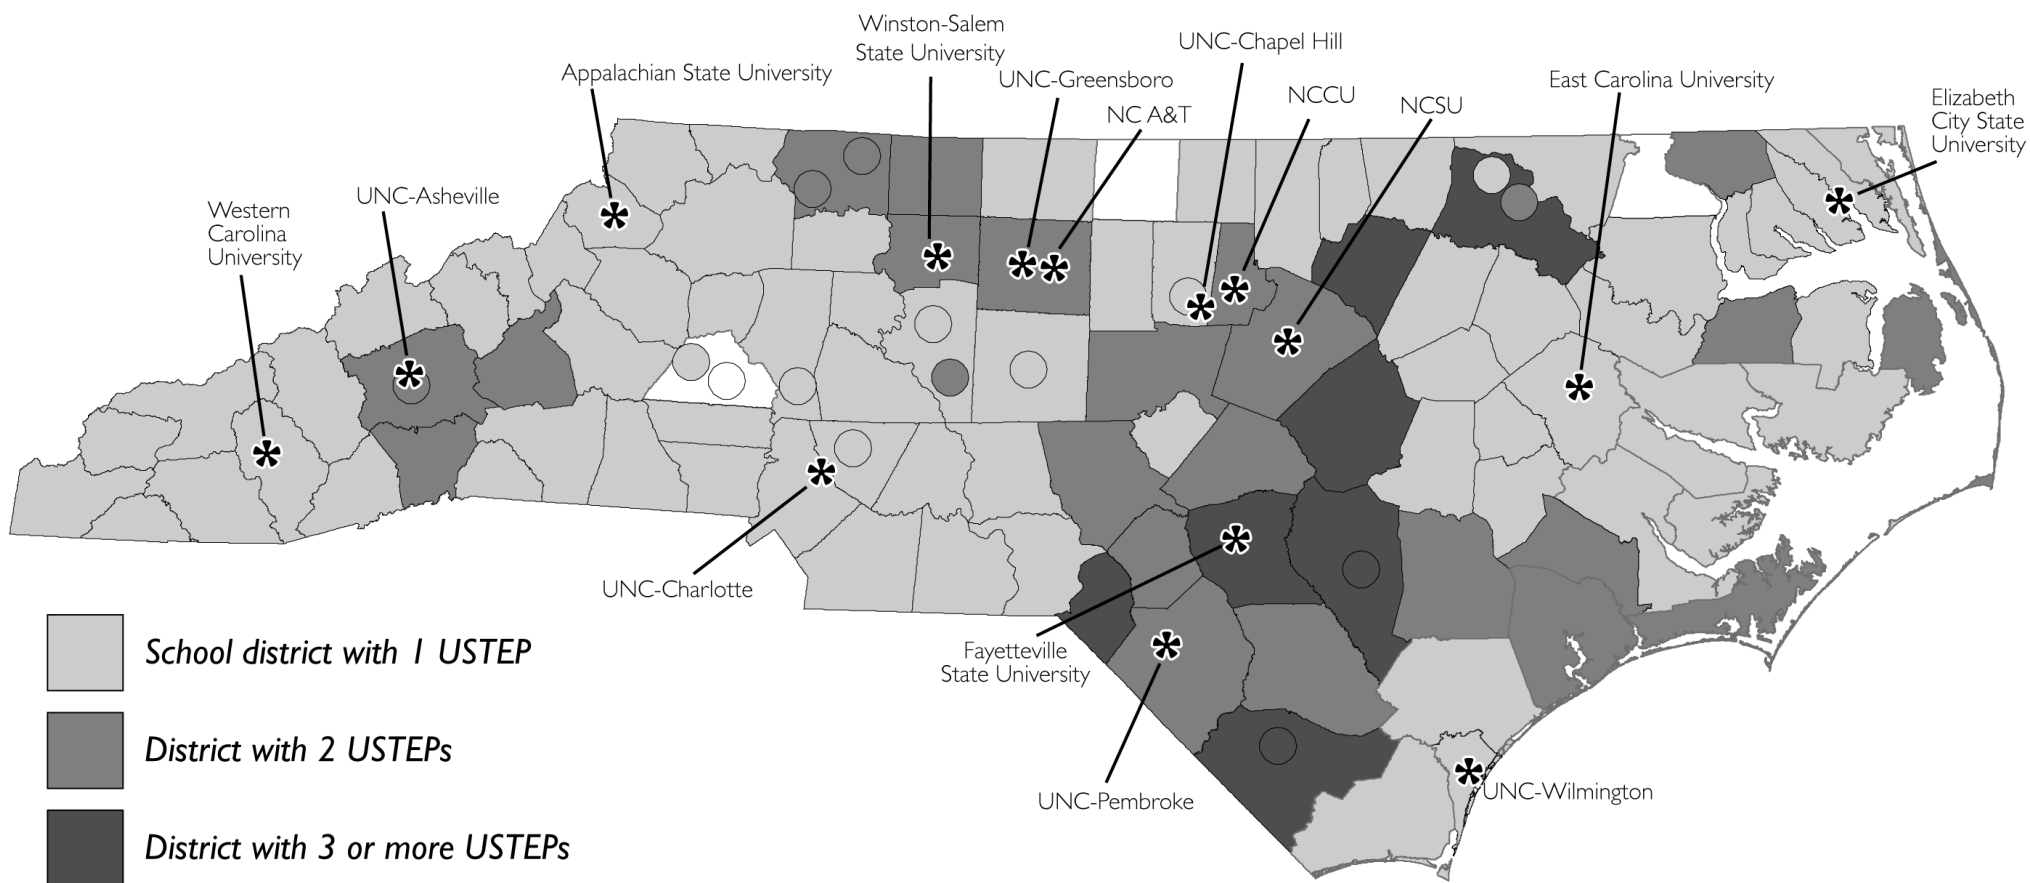 Winston-Salem
State University
UNC-Chapel Hill
Appalachian State University
UNC-Greensboro
East Carolina University
NC A&T
NCCU
NCSU
Elizabeth
City State
University
UNC-Asheville
Western
Carolina
University
UNC-Charlotte
Fayetteville
State University
UNC-Pembroke
UNC-Wilmington
School district with 1 USTEP
District with 2 USTEPs
District with 3 or more USTEPs